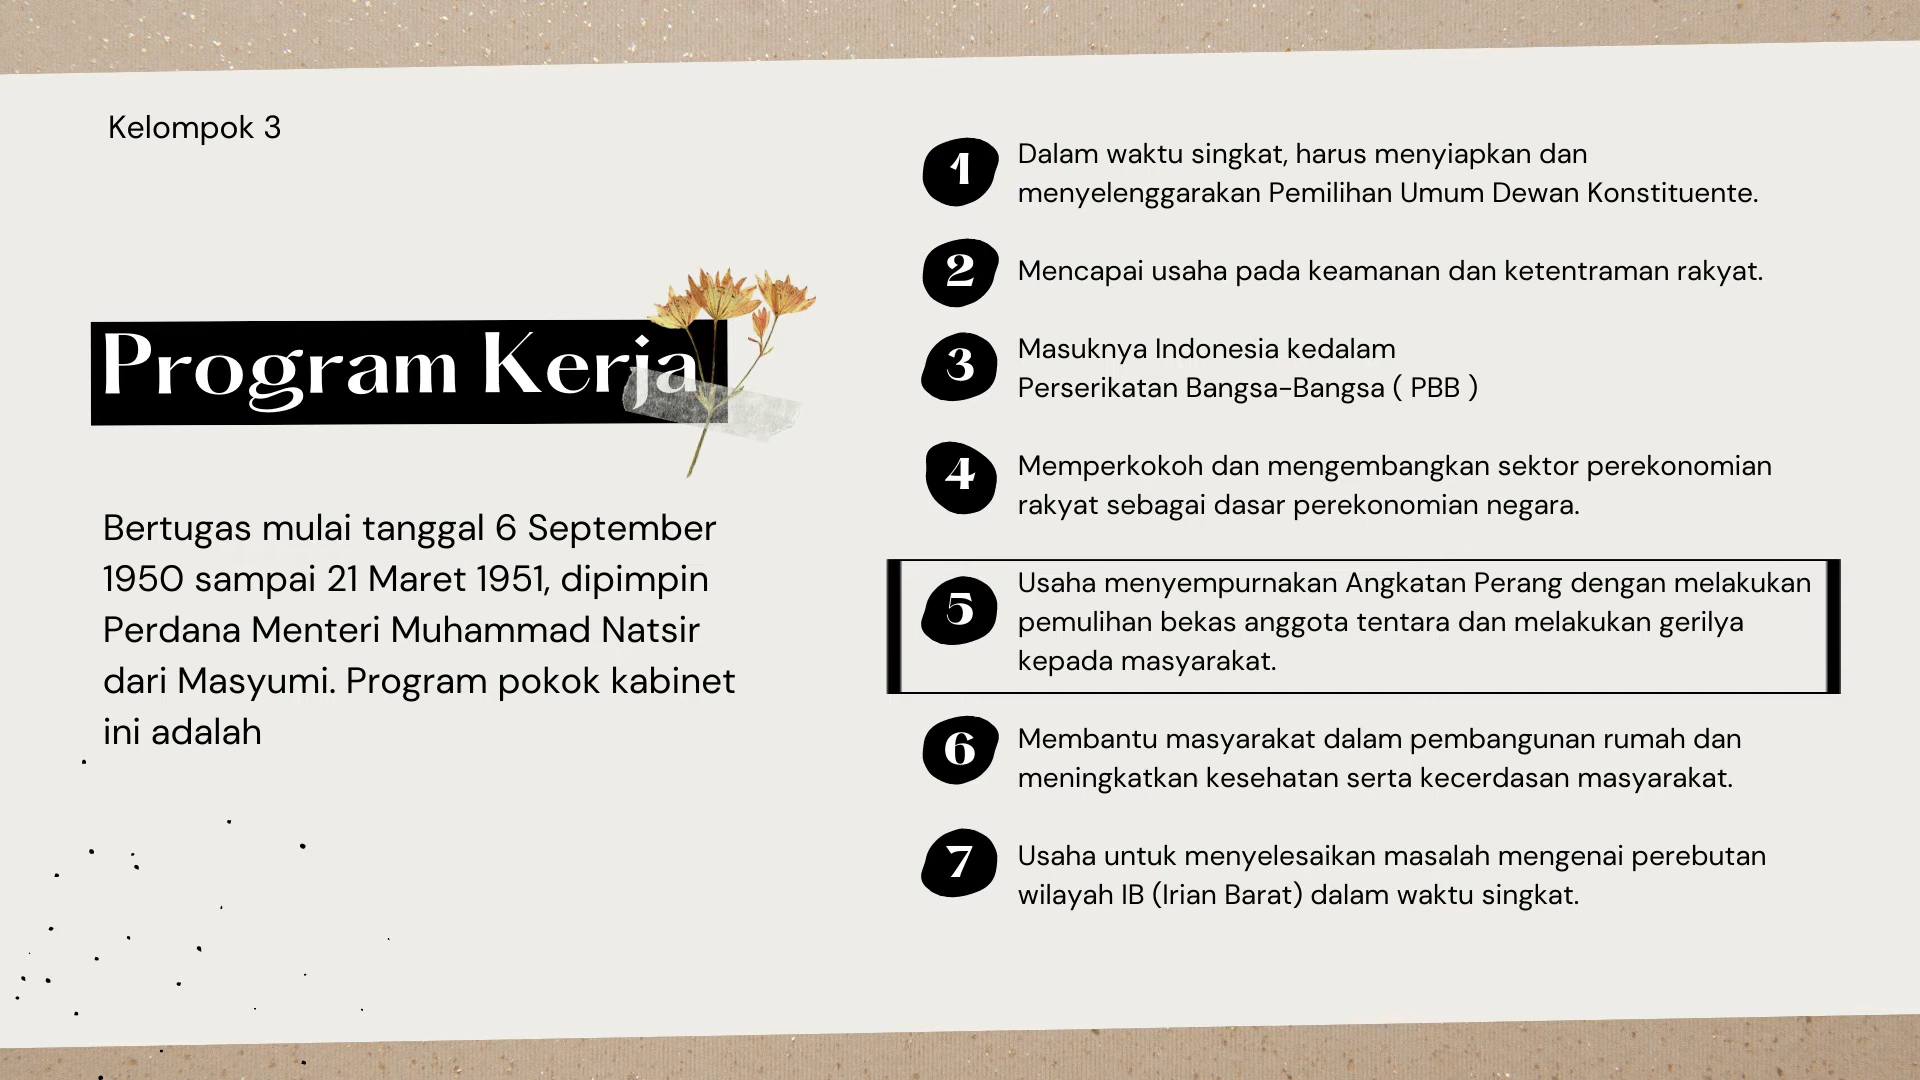 Kelompok 3
Program Kerja
Bertugas mulai tanggal 6 September
1950 sampai 21 Maret 1951, dipimpin
Perdana Menteri Muhammad Natsir
dari Masyumi. Program pokok kabinet
ini adalah
1
Dalam waktu singkat, harus menyiapkan dan
menyelenggarakan Pemilihan Umum Dewan Konstituente.
2
Mencapai usaha pada keamanan dan ketentraman rakyat.
3
Masuknya Indonesia kedalam
Perserikatan Bangsa-Bangsa ( PBB )
4
Memperkokoh dan mengembangkan sektor perekonomian
rakyat sebagai dasar perekonomian negara.
5
Usaha menyempurnakan Angkatan Perang dengan melakukan
pemulihan bekas anggota tentara dan melakukan gerilya
kepada masyarakat.
6
Membantu masyarakat dalam pembangunan rumah dan
meningkatkan kesehatan serta kecerdasan masyarakat.
7
Usaha untuk menyelesaikan masalah mengenai perebutan
wilayah IB (Irian Barat) dalam waktu singkat.